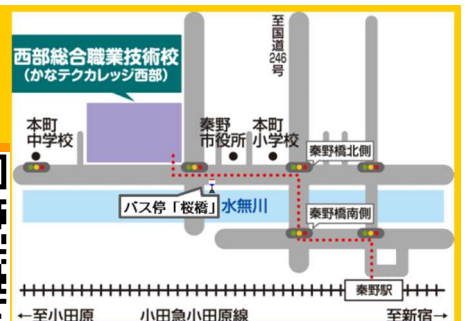 西部総合職業技術校
(かなテクカレッジ西部)
至国道246号
本町
中学校
秦野
市役所
本町
小学校
秦野橋北側
バス停「桜橋」
水無川
秦野橋南側
秦野駅
←至小田原
小田急小田原線
至新宿→